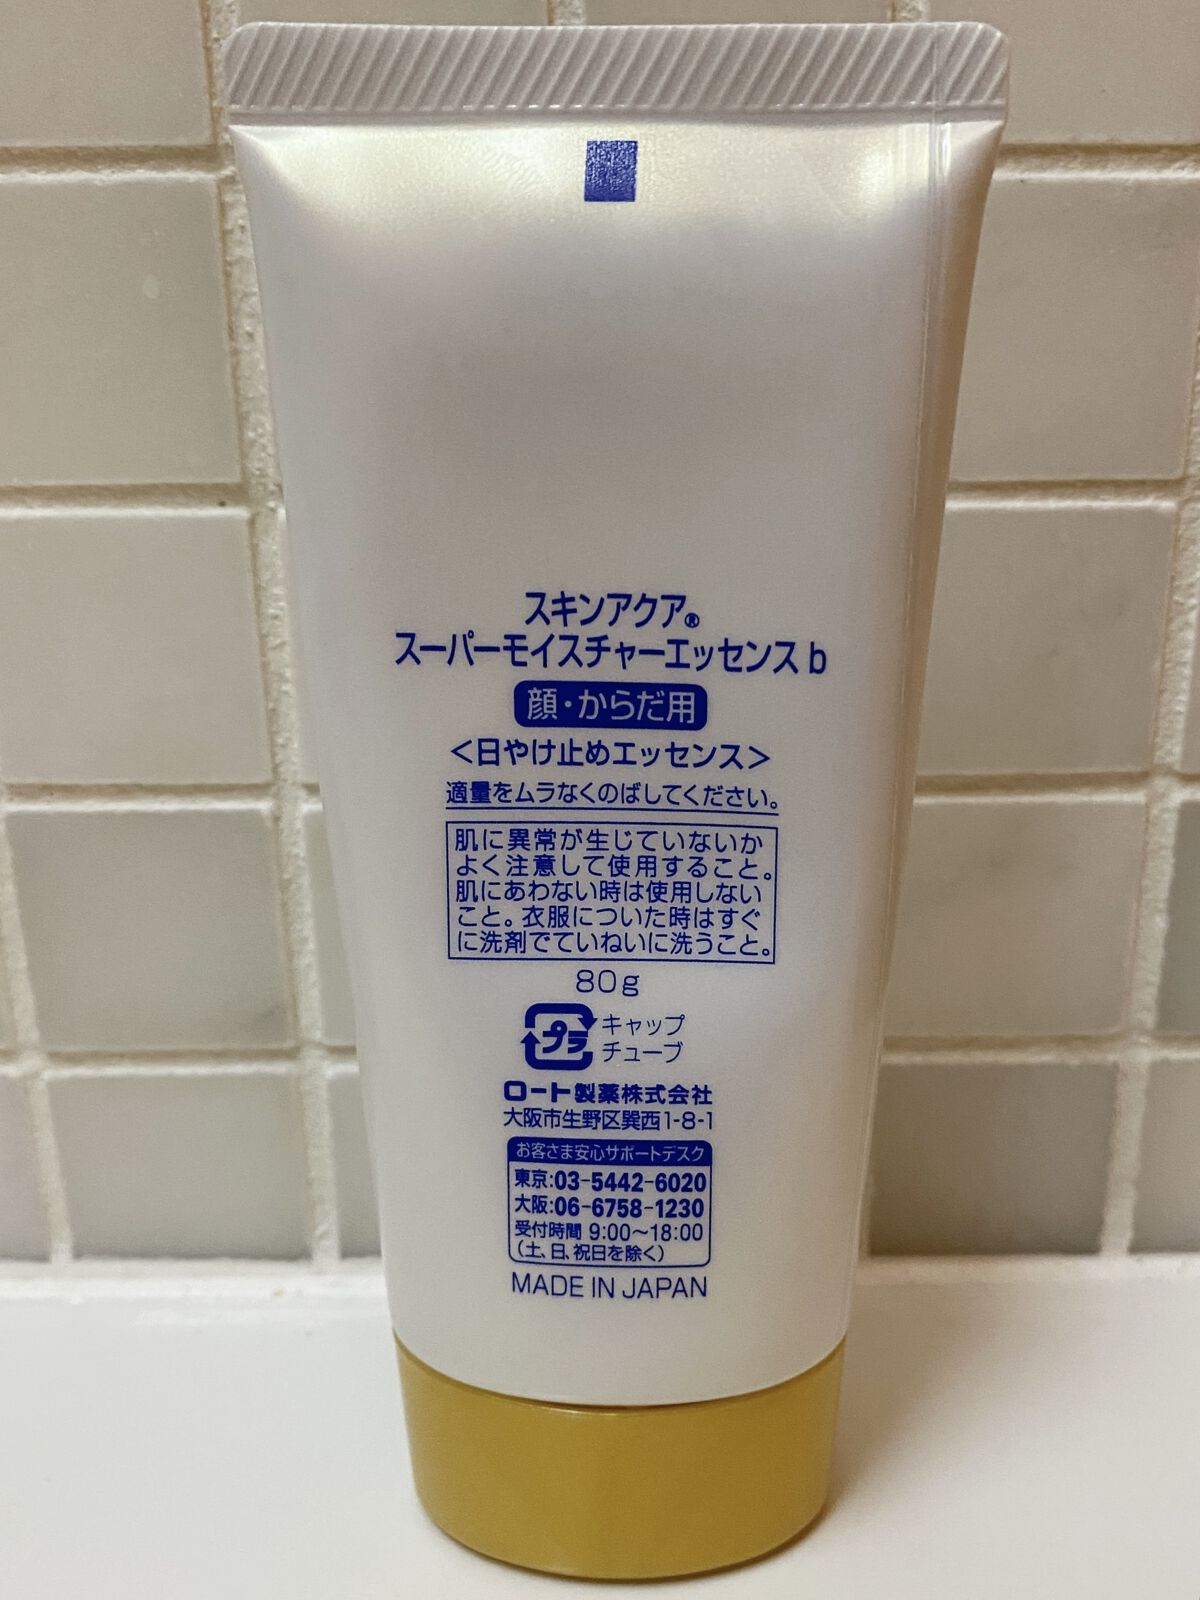 スキンアクア®
スーパーモイスチャーエッセンス b
顔・からだ用
<日やけ止めエッセンス>
適量をムラなくのばしてください。
肌に異常が生じていないか
よく注意して使用すること。
肌にあわない時は使用しない
こと。衣服についた時はすぐ
に洗剤でていねいに洗うこと。
80g
プラ
キャップ
チューブ
ロート製薬株式会社
大阪市生野区巽西1-8-1
お客さま安心サポートデスク
東京:03-5442-6020
大阪:06-6758-1230
受付時間 9:00〜18:00
(土、日、祝日を除く)
MADE IN JAPAN